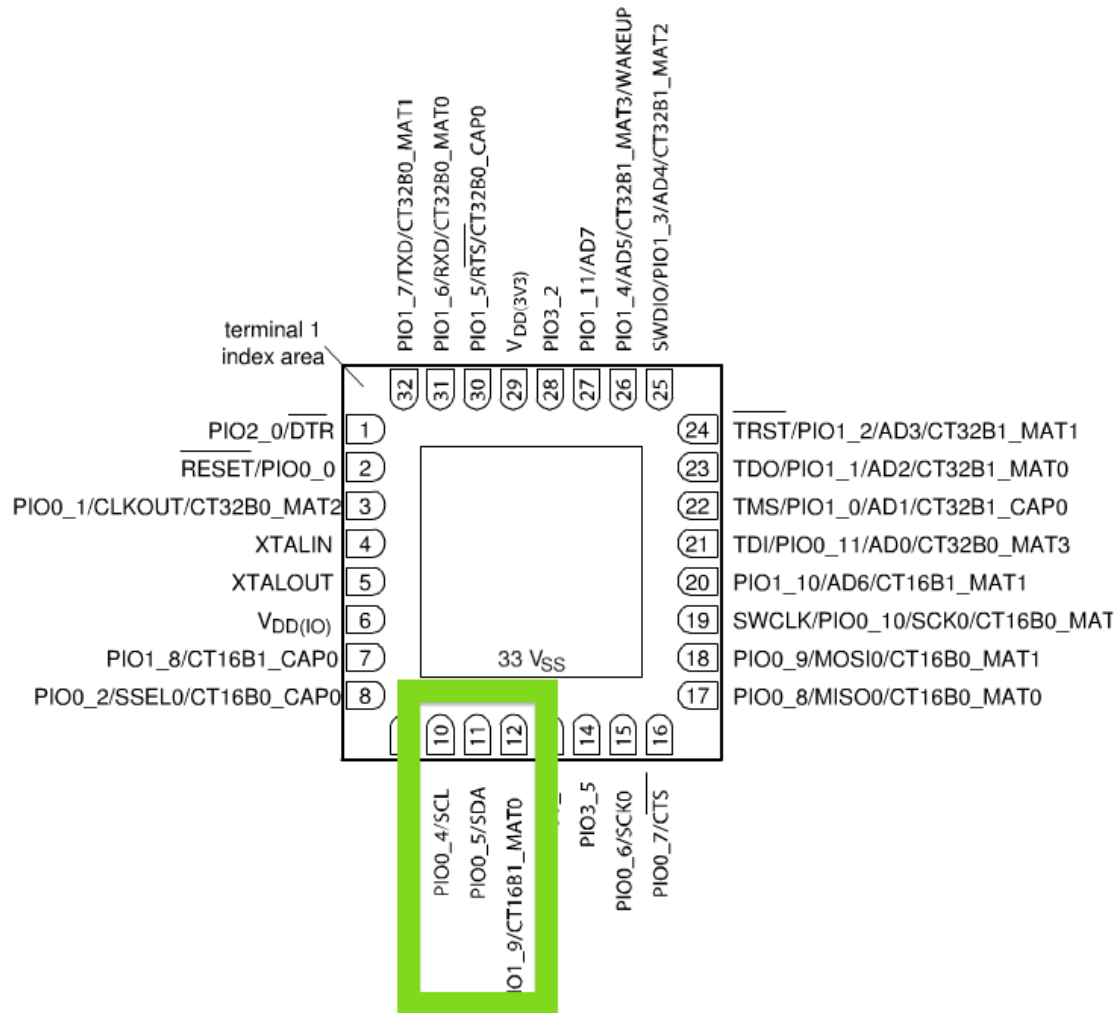 PIO1_7/TXD/CT32B0_MAT1
PIO1_6/RXD/CT32B0_MAT0
PIO1_5/RTS/CT32B0_CAP0
VDD(3V3)
PIO3_2
PIO1_11/AD7
PIO1_4/AD5/CT32B1_MAT3/WAKEUP
SWDIO/PIO1_3/AD4/CT32B1_MAT2
terminal 1
index area
32 31 30 29 28 27 26 25
PIO2_0/DTR 1
RESET/PIO0_0 2
PIO0_1/CLKOUT/CT32B0_MAT2 3
XTALIN 4
XTALOUT 5
VDD(IO) 6
PIO1_8/CT16B1_CAP0 7
PIO0_2/SSEL0/CT16B0_CAP0 8
24 TRST/PIO1_2/AD3/CT32B1_MAT1
23 TDO/PIO1_1/AD2/CT32B1_MAT0
22 TMS/PIO1_0/AD1/CT32B1_CAP0
21 TDI/PIO0_11/AD0/CT32B0_MAT3
20 PIO1_10/AD6/CT16B1_MAT1
19 SWCLK/PIO0_10/SCK0/CT16B0_MAT
18 PIO0_9/MOSI0/CT16B0_MAT1
17 PIO0_8/MISO0/CT16B0_MAT0
33 VSS
10 11 12 14 15 16
PIO0_4/SCL
PIO0_5/SDA
IO1_9/CT16B1_MAT0
PIO3_5
PIO0_6/SCK0
PIO0_7/CTS